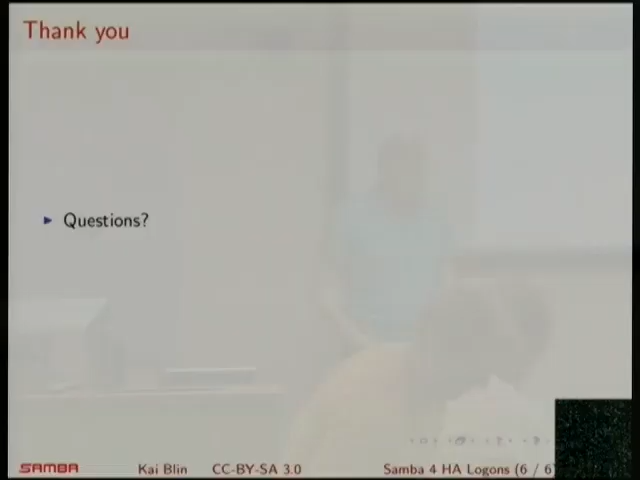 Thank you
Questions?
SAMBA Kai Blin CC-BY-SA 3.0 Samba 4 HA Logons (6 / 6)